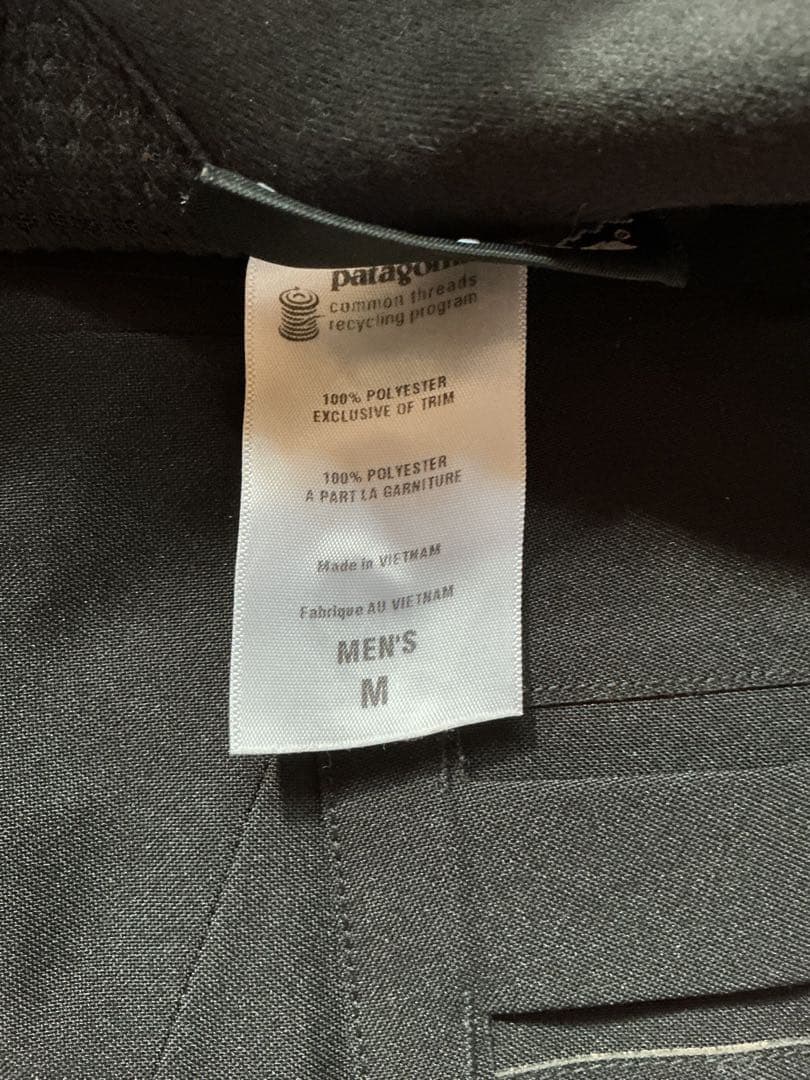 common threads
recycling program
100% POLYESTER
EXCLUSIVE OF TRIM
100% POLYESTER
A PART LA GARNITURE
Made in VIETNAM
Fabrique AU VIETNAM
MEN'S
M